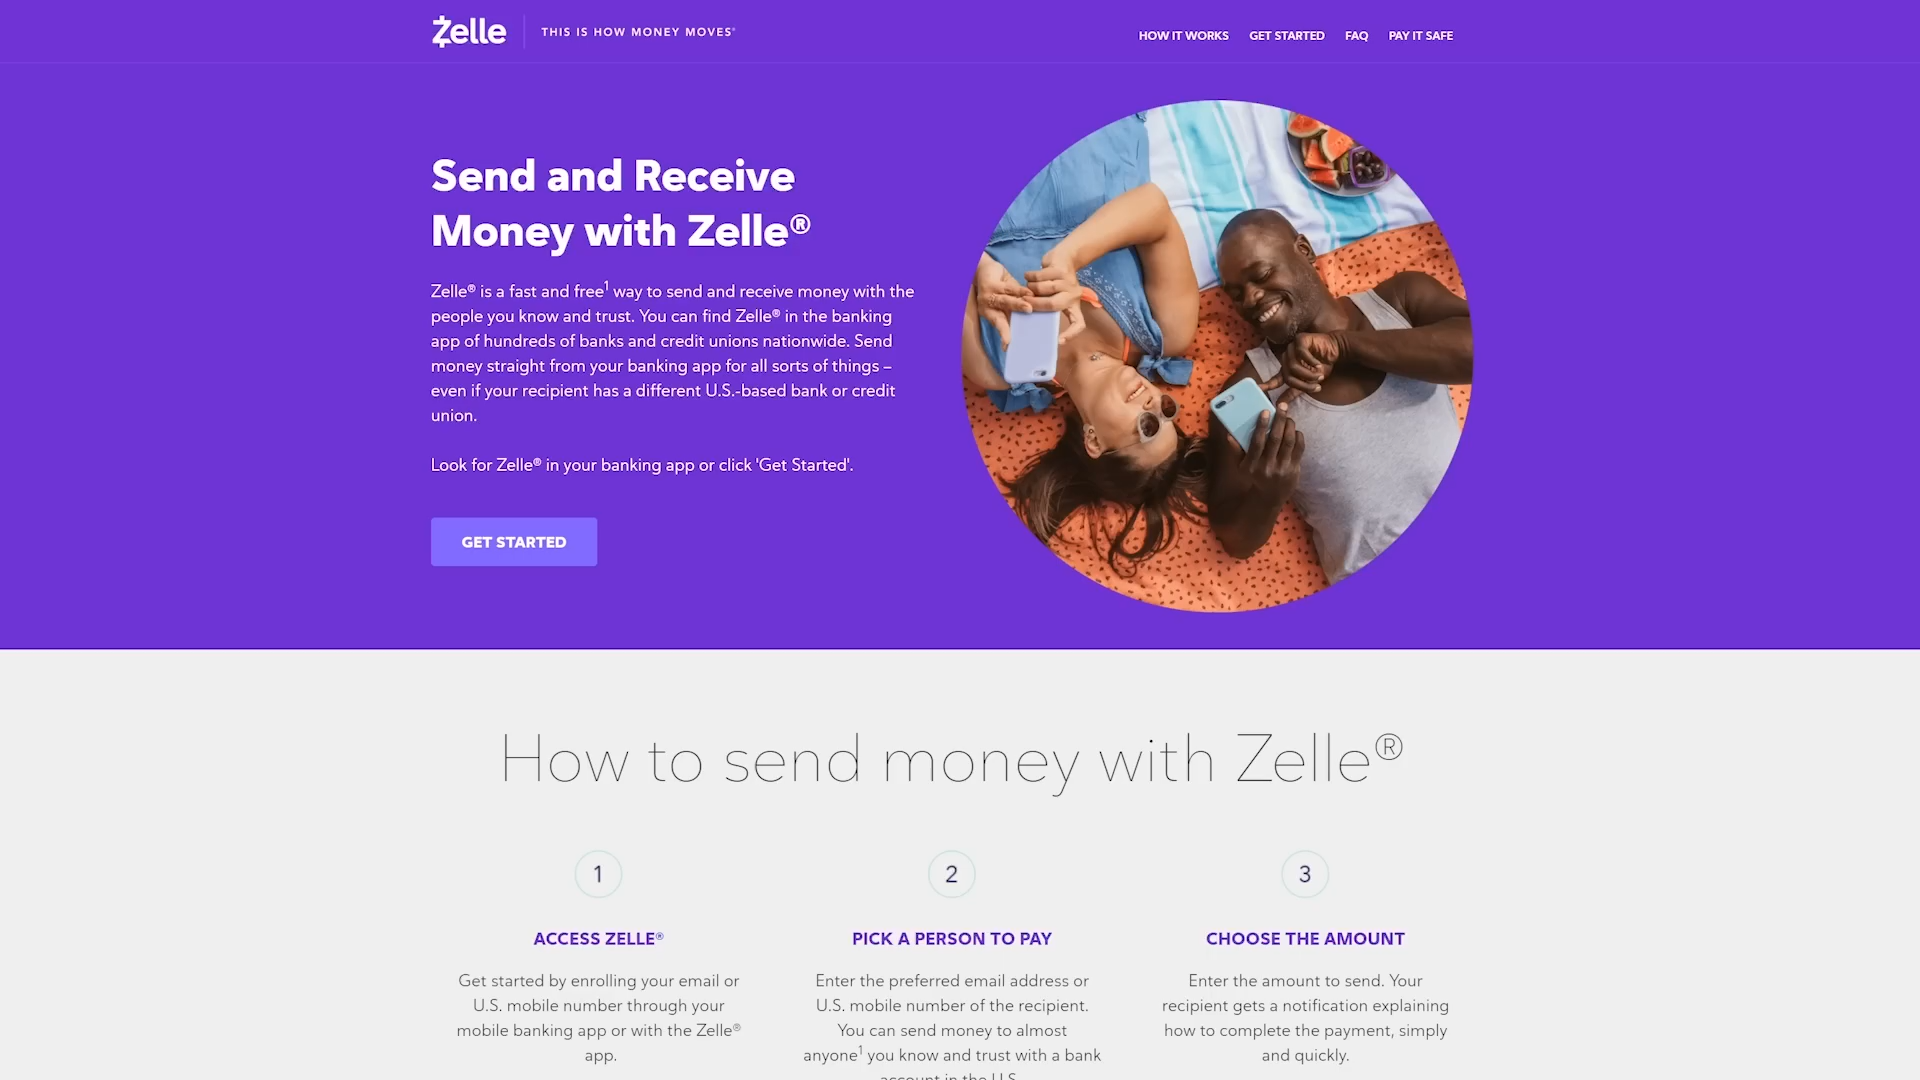 Zelle
THIS IS HOW MONEY MOVES®
HOW IT WORKS
GET STARTED
FAQ
PAY IT SAFE
Send and Receive
Money with Zelle®
Zelle® is a fast and free1 way to send and receive money with the
people you know and trust. You can find Zelle® in the banking
app of hundreds of banks and credit unions nationwide. Send
money straight from your banking app for all sorts of things –
even if your recipient has a different U.S.-based bank or credit
union.
Look for Zelle® in your banking app or click 'Get Started'.
GET STARTED
How to send money with Zelle®
1
ACCESS ZELLE®
Get started by enrolling your email or
U.S. mobile number through your
mobile banking app or with the Zelle®
app.
2
PICK A PERSON TO PAY
Enter the preferred email address or
U.S. mobile number of the recipient.
You can send money to almost
anyone1 you know and trust with a bank
account in the U.S.
3
CHOOSE THE AMOUNT
Enter the amount to send. Your
recipient gets a notification explaining
how to complete the payment, simply
and quickly.